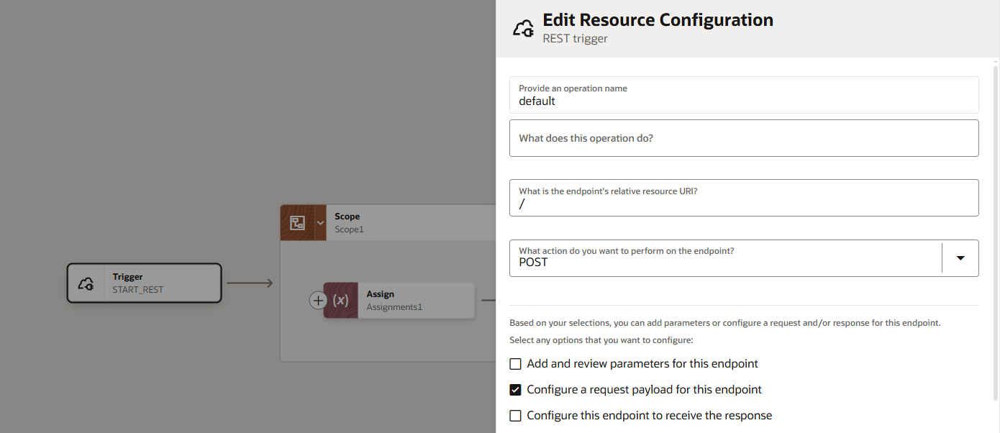 Edit Resource Configuration
REST trigger
Provide an operation name
default
What does this operation do?
What is the endpoint's relative resource URI?
/
What action do you want to perform on the endpoint?
POST
Based on your selections, you can add parameters or configure a request and/or response for this endpoint.
Select any options that you want to configure:
Add and review parameters for this endpoint
Configure a request payload for this endpoint
Configure this endpoint to receive the response
Scope
Scope1
Trigger
START_REST
(x)
Assign
Assignments1